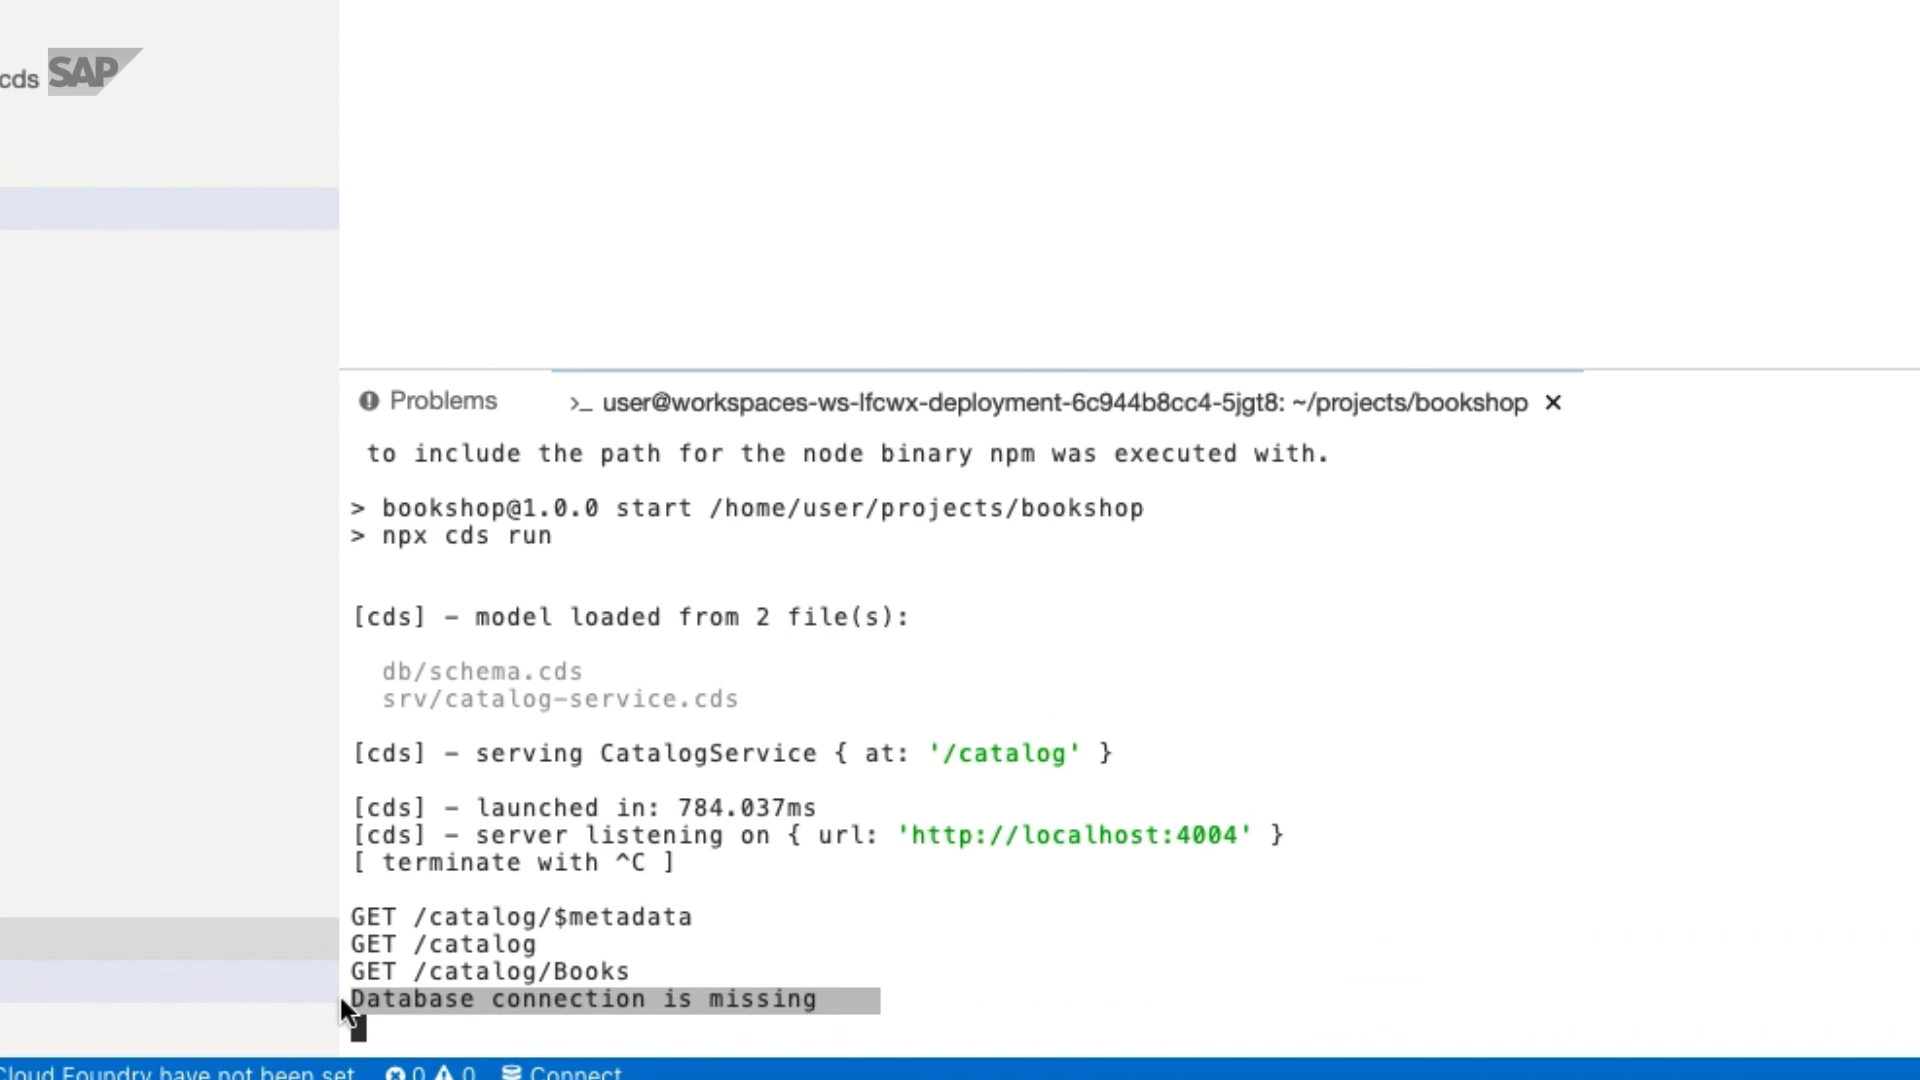 cds
SAP
Problems
>_ user@workspaces-ws-lfcwx-deployment-6c944b8cc4-5jgt8: ~/projects/bookshop ×
to include the path for the node binary npm was executed with.
> bookshop@1.0.0 start /home/user/projects/bookshop
> npx cds run
[cds] - model loaded from 2 file(s):
db/schema.cds
srv/catalog-service.cds
[cds] - serving CatalogService { at: '/catalog' }
[cds] - launched in: 784.037ms
[cds] - server listening on { url: 'http://localhost:4004' }
[ terminate with ^C ]
GET /catalog/$metadata
GET /catalog
GET /catalog/Books
Database connection is missing
Cloud Foundry have not been set 0 0 Connect